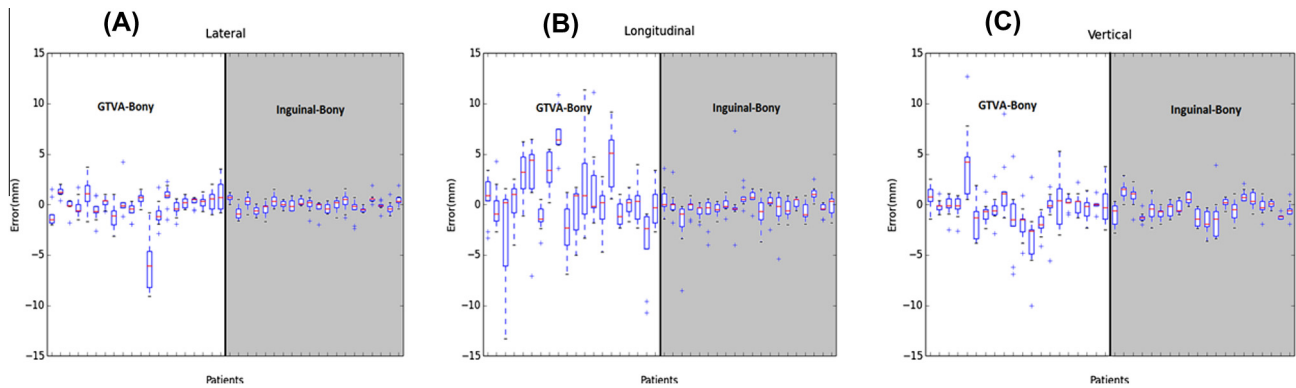 (A)
Lateral
15
10
5
0
−5
−10
−15
Error(mm)
GTVA-Bony
Inguinal-Bony
Patients
(B)
Longitudinal
15
10
5
0
−5
−10
−15
Error(mm)
GTVA-Bony
Inguinal-Bony
Patients
(C)
Vertical
15
10
5
0
−5
−10
−15
Error(mm)
GTVA-Bony
Inguinal-Bony
Patients